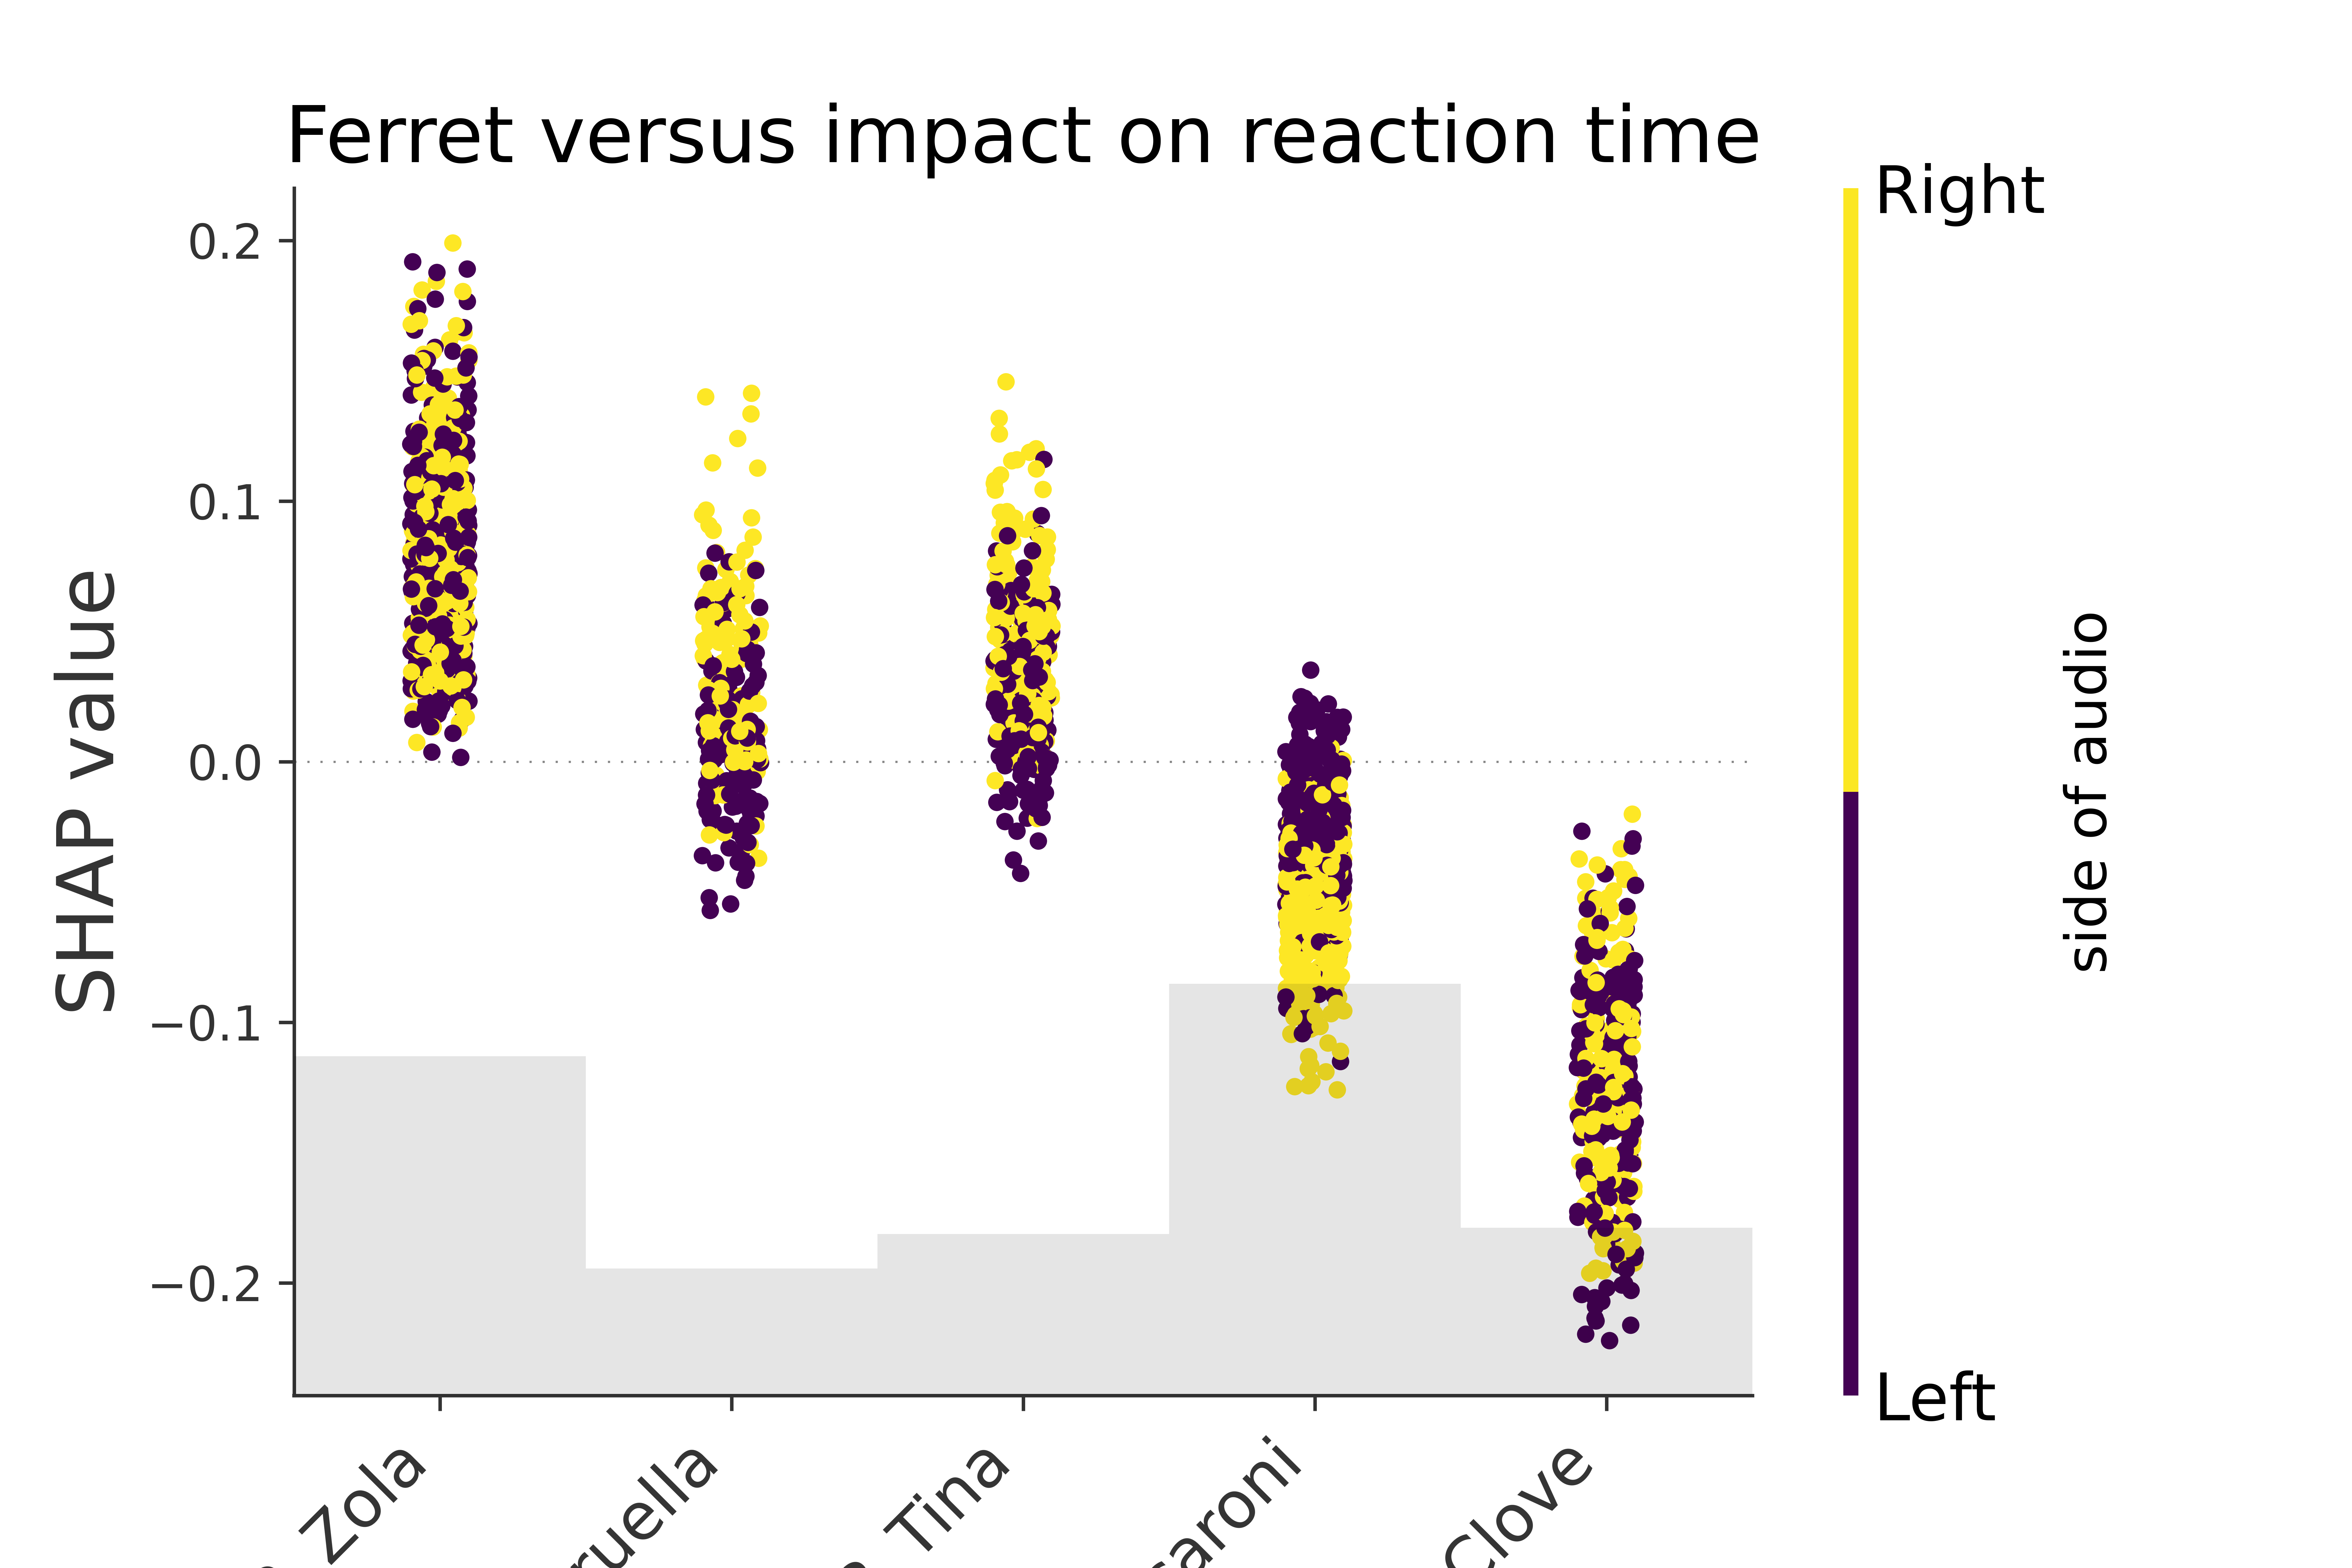 Ferret versus impact on reaction time
SHAP value
0.2
0.1
0.0
−0.1
−0.2
Zola
ruella
Tina
saroni
Clove
Right
Left
side of audio